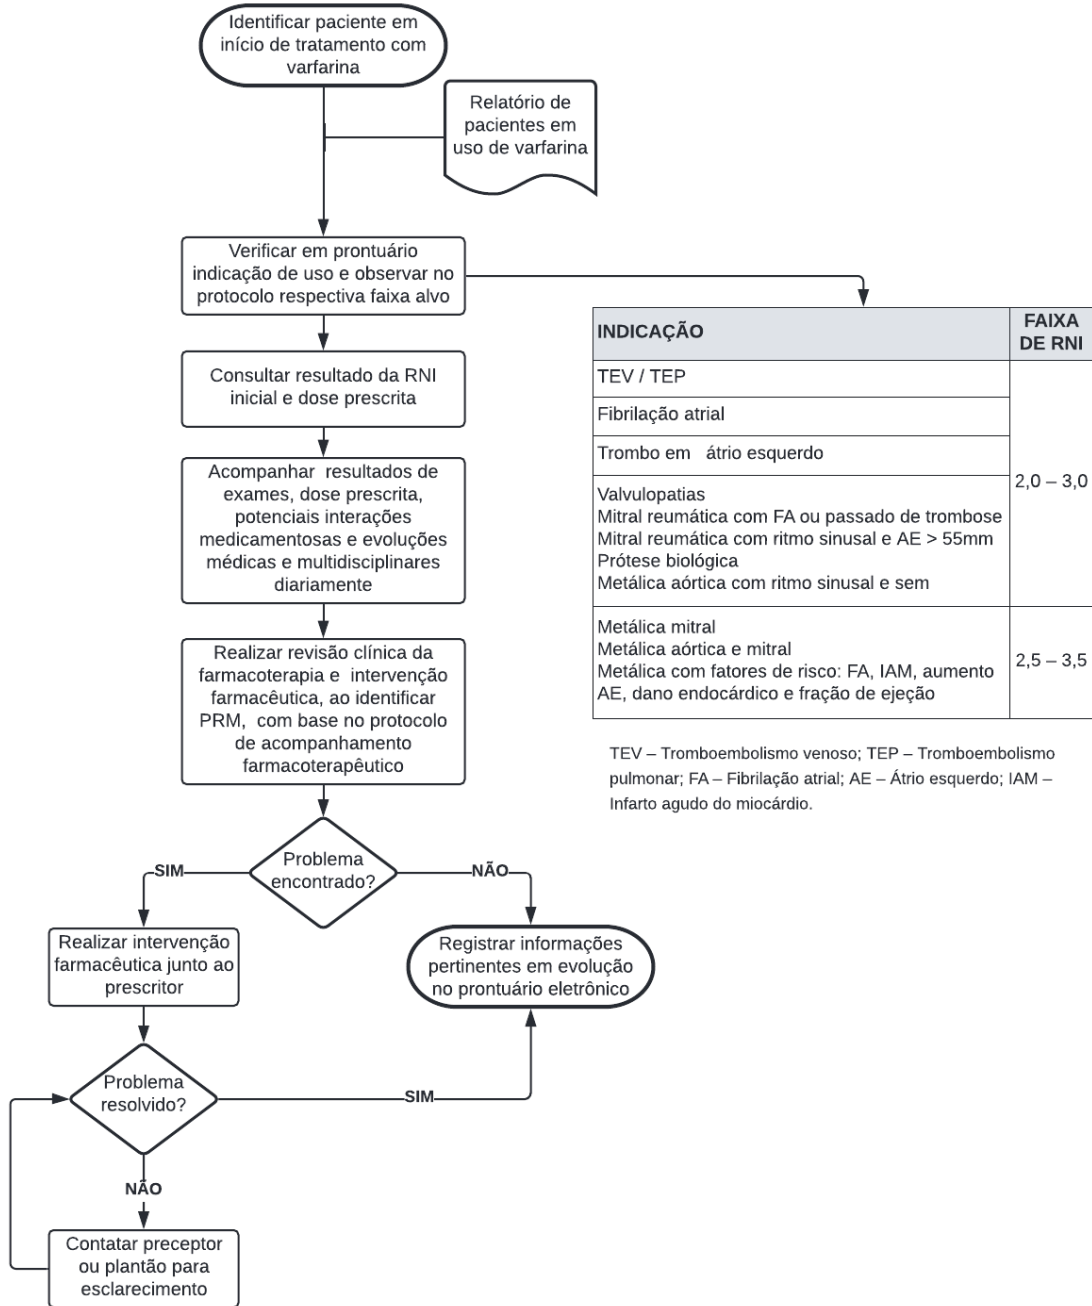 Identificar paciente em
início de tratamento com
varfarina
Relatório de
pacientes em
uso de varfarina
Verificar em prontuário
indicação de uso e observar no
protocolo respectiva faixa alvo
Consultar resultado da RNI
inicial e dose prescrita
Acompanhar resultados de
exames, dose prescrita,
potenciais interações
medicamentosas e evoluções
médicas e multidisciplinares
diariamente
Realizar revisão clínica da
farmacoterapia e intervenção
farmacêutica, ao identificar
PRM, com base no protocolo
de acompanhamento
farmacoterapêutico
INDICAÇÃO
FAIXA
DE RNI
TEV / TEP
Fibrilação atrial
Trombo em átrio esquerdo
Valvulopatias
Mitral reumática com FA ou passado de trombose
Mitral reumática com ritmo sinusal e AE > 55mm
Prótese biológica
Metálica aórtica com ritmo sinusal e sem
2,0 – 3,0
Metálica mitral
Metálica aórtica e mitral
Metálica com fatores de risco: FA, IAM, aumento
AE, dano endocárdico e fração de ejeção
2,5 – 3,5
TEV – Tromboembolismo venoso; TEP – Tromboembolismo
pulmonar; FA – Fibrilação atrial; AE – Átrio esquerdo; IAM –
Infarto agudo do miocárdio.
Problema
encontrado?
SIM
NÃO
Realizar intervenção
farmacêutica junto ao
prescritor
Registrar informações
pertinentes em evolução
no prontuário eletrônico
Problema
resolvido?
SIM
NÃO
Contatar preceptor
ou plantão para
esclarecimento